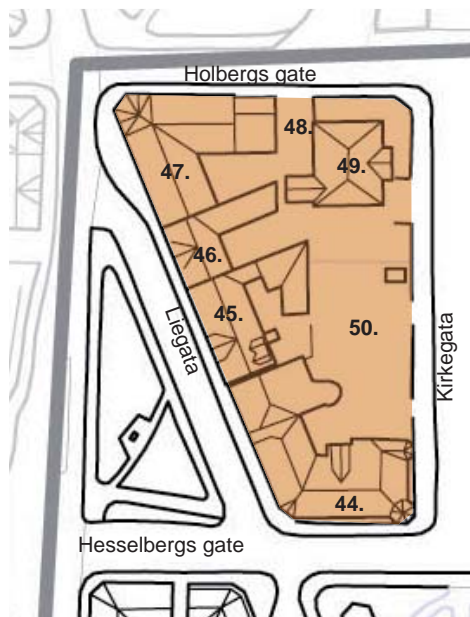 Holbergs gate
48.
49.
47.
46.
45.
50.
Liegata
Kirkegata
44.
Hesselbergs gate